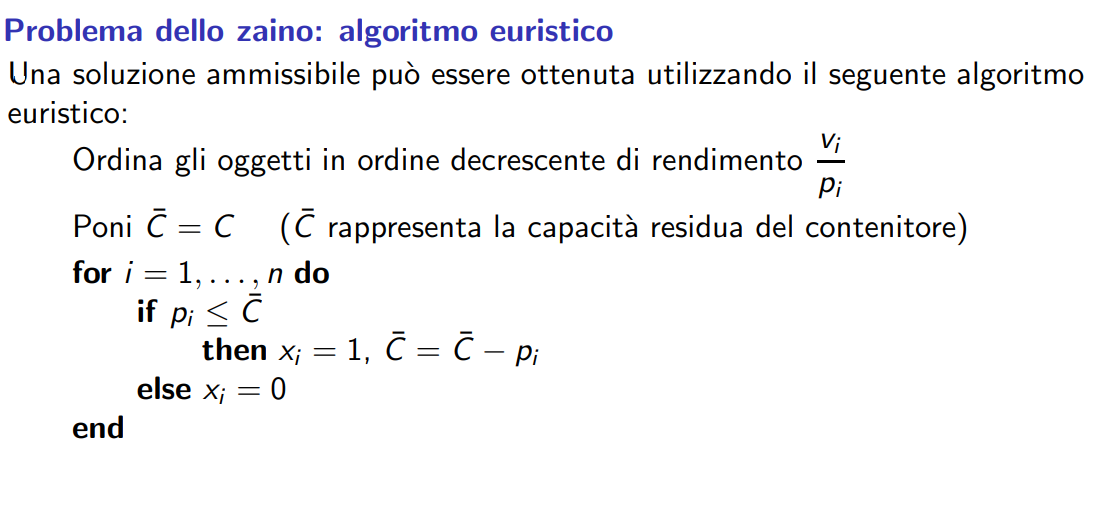 Problema dello zaino: algoritmo euristico
Una soluzione ammissibile può essere ottenuta utilizzando il seguente algoritmo
euristico:
Ordina gli oggetti in ordine decrescente di rendimento $\frac{v_i}{p_i}$
Poni $\bar{C} = C$ ($\bar{C}$ rappresenta la capacità residua del contenitore)
for $i = 1, \ldots, n$ do
if $p_i \leq \bar{C}$
then $x_i = 1$, $\bar{C} = \bar{C} - p_i$
else $x_i = 0$
end